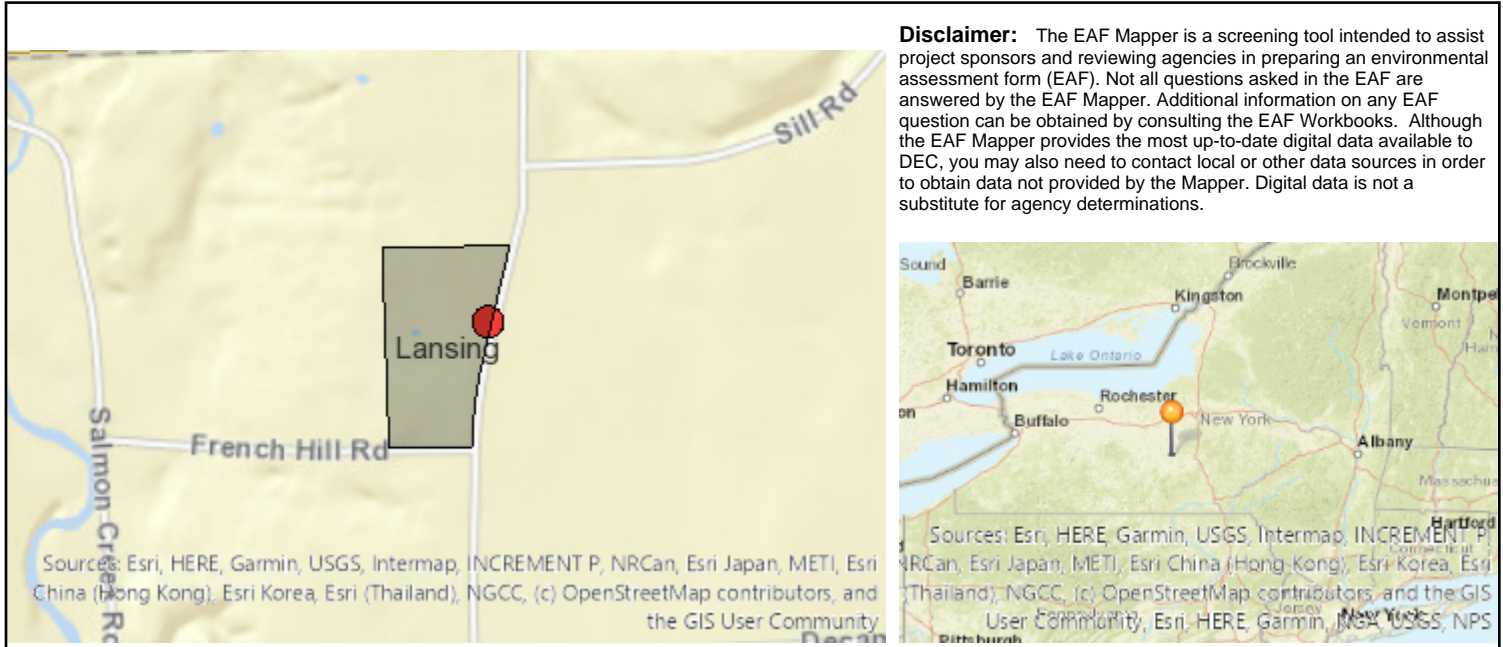 Disclaimer: The EAF Mapper is a screening tool intended to assist
project sponsors and reviewing agencies in preparing an environmental
assessment form (EAF). Not all questions asked in the EAF are
answered by the EAF Mapper. Additional information on any EAF
question can be obtained by consulting the EAF Workbooks. Although
the EAF Mapper provides the most up-to-date digital data available to
DEC, you may also need to contact local or other data sources in order
to obtain data not provided by the Mapper. Digital data is not a
substitute for agency determinations.
Sill Rd
Lansing
French Hill Rd
Salmon Creek Rd
Sources: Esri, HERE, Garmin, USGS, Intermap, INCREMENT P, NRCan, Esri Japan, METI, Esri
China (Hong Kong), Esri Korea, Esri (Thailand), NGCC, (c) OpenStreetMap contributors, and
the GIS User Community
Decan
Sound
Barrie
Brockville
Kingston
Montpe
Vermont
Toronto
Lake Ontario
Hamilton
Rochester
on
Buffalo
New York
Albany
Massachus
Hartford
Connecticut
Sources: Esri, HERE, Garmin, USGS, Intermap, INCREMENT P,
NRCan, Esri Japan, METI, Esri China (Hong Kong), Esri Korea, Esri
(Thailand), NGCC, (c) OpenStreetMap contributors, and the GIS
User Community, Esri, HERE, Garmin, NGA, USGS, NPS
Pennsylvania
Jersey
New York
Pittsburgh